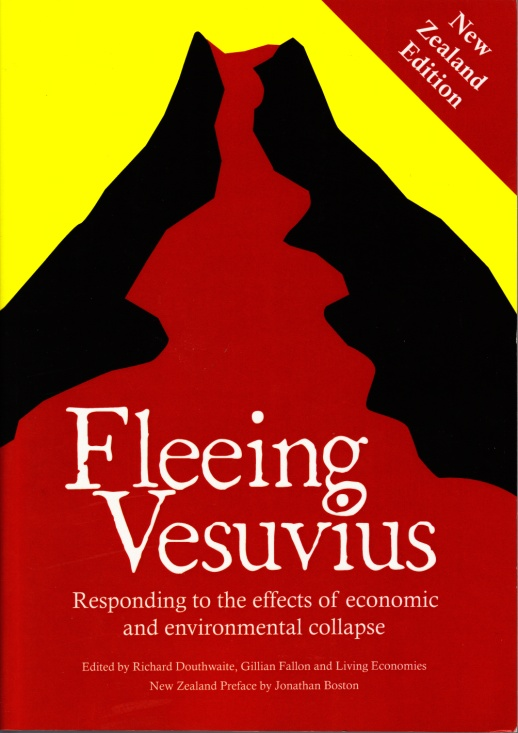 New
Zealand
Edition
Fleeing
Vesuvius
Responding to the effects of economic
and environmental collapse
Edited by Richard Douthwaite, Gillian Fallon and Living Economies
New Zealand Preface by Jonathan Boston